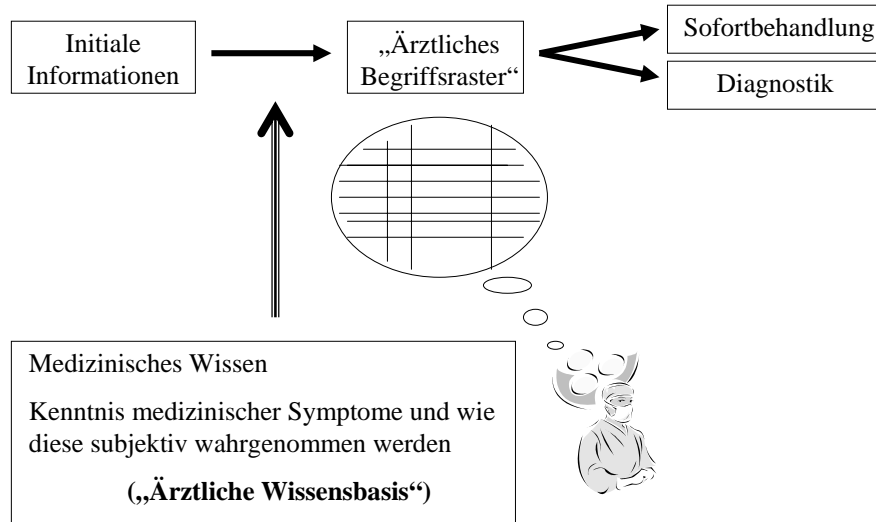 Initiale
Informationen
„Ärztliches
Begriffsraster“
Sofortbehandlung
Diagnostik
Medizinisches Wissen
Kenntnis medizinischer Symptome und wie
diese subjektiv wahrgenommen werden
(„Ärztliche Wissensbasis“)